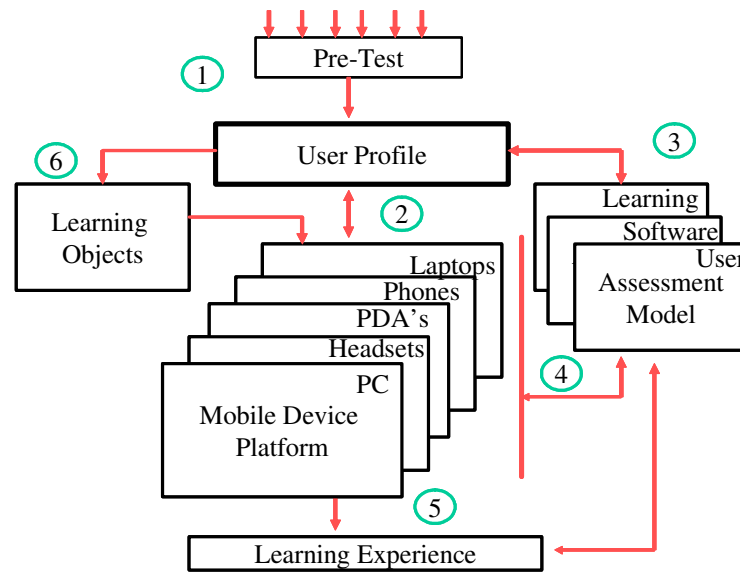 1
Pre-Test
User Profile
3
6
2
Learning
Objects
Learning
Software
User
Assessment
Model
Laptops
Phones
PDA's
Headsets
PC
Mobile Device
Platform
4
5
Learning Experience